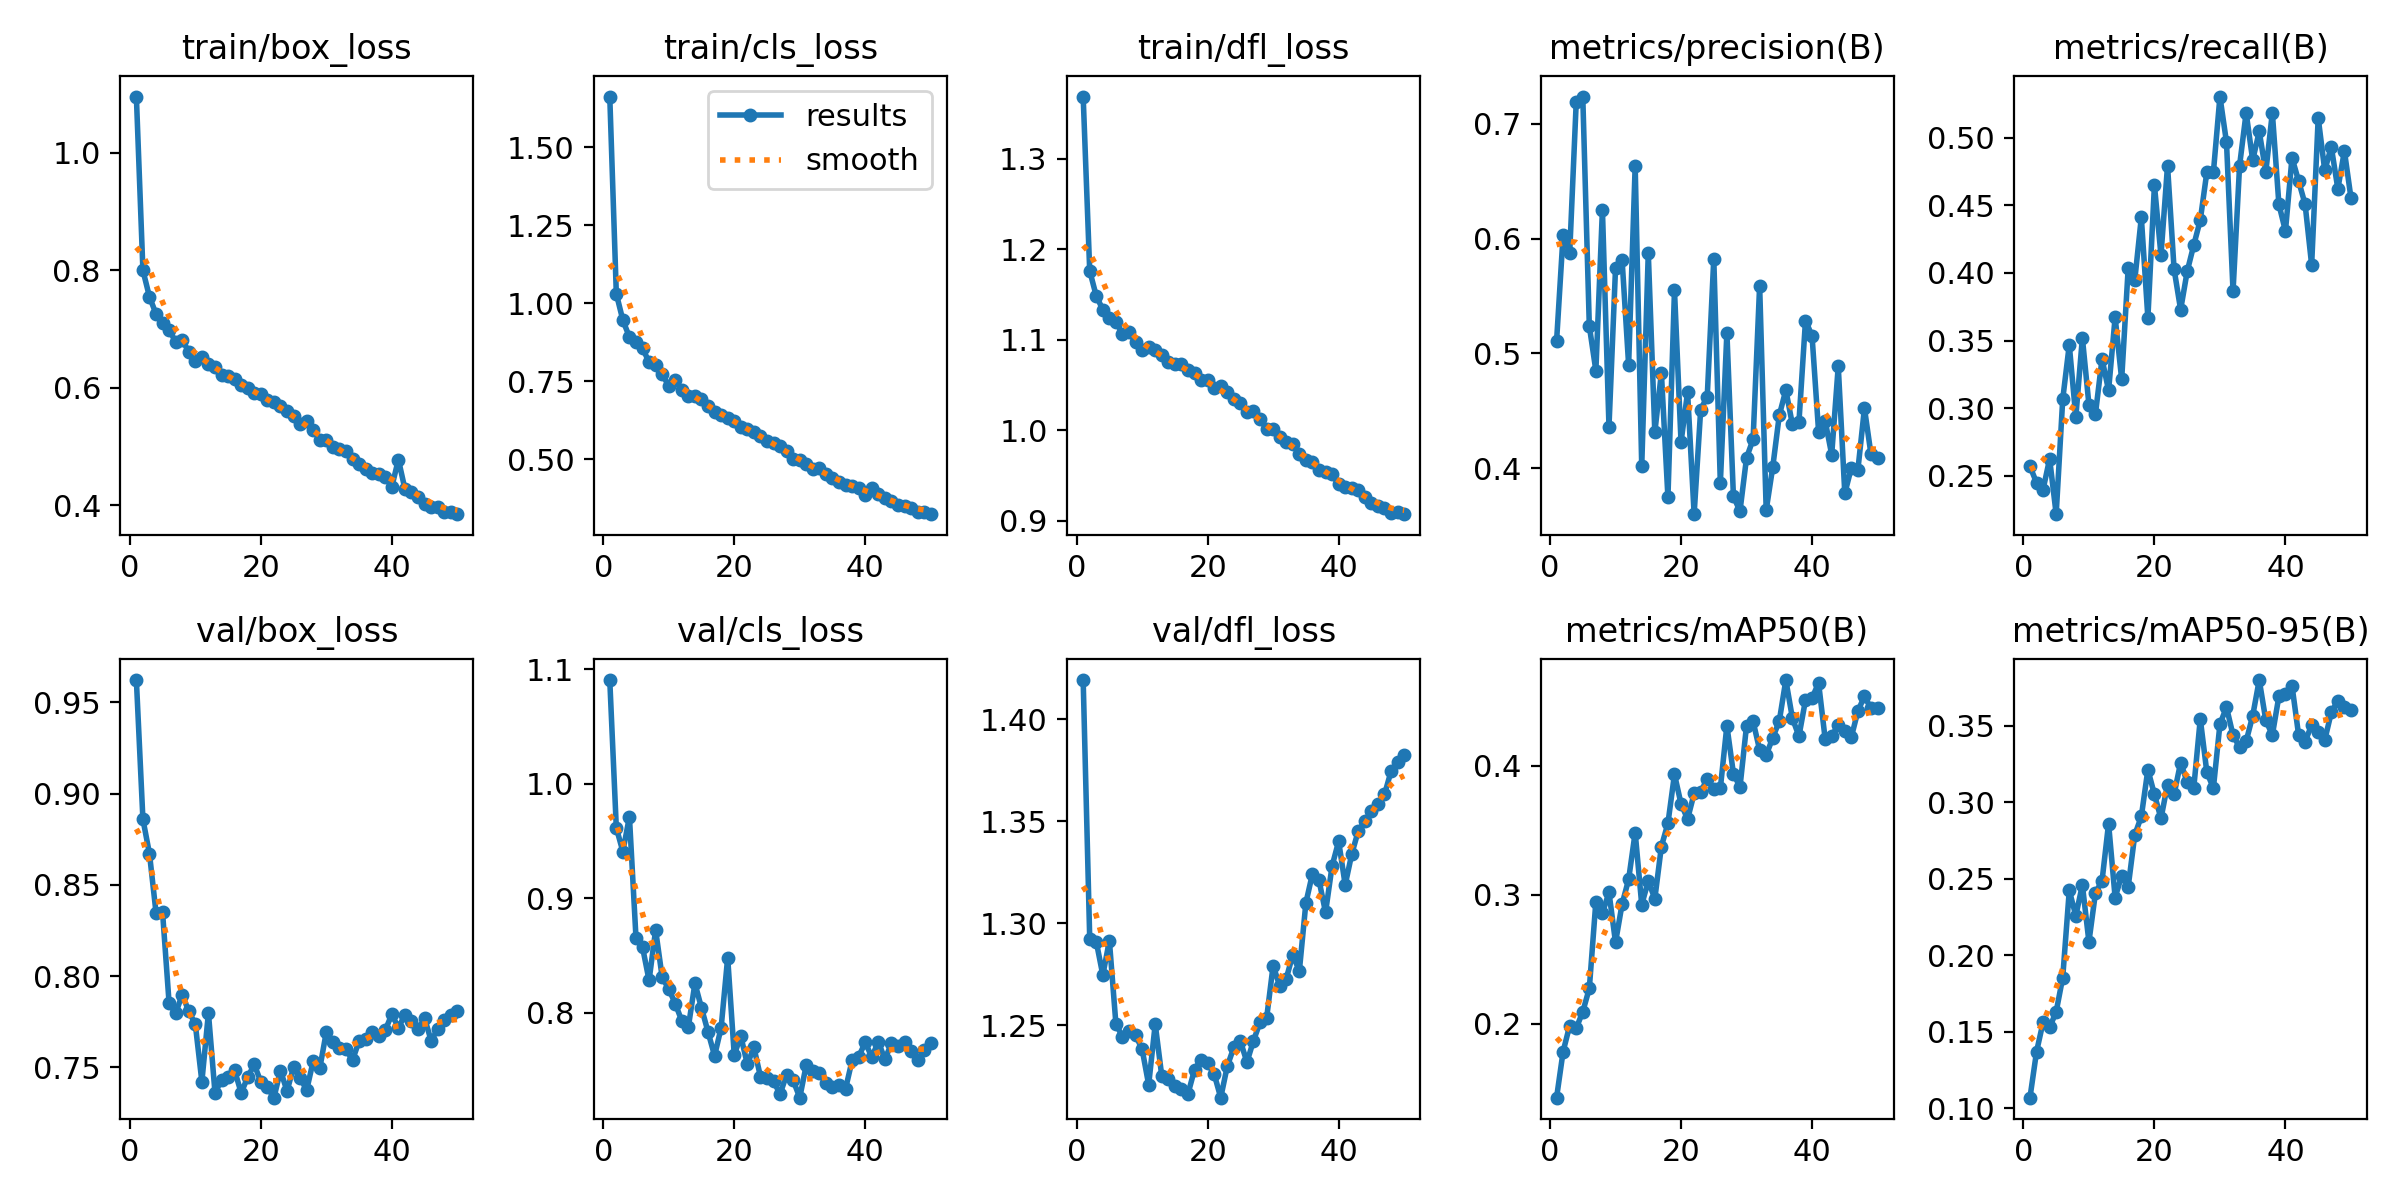 train/box_loss
train/cls_loss
train/dfl_loss
metrics/precision(B)
metrics/recall(B)
results
smooth
1.0
0.8
0.6
0.4
0 20 40
1.50
1.25
1.00
0.75
0.50
0 20 40
1.3
1.2
1.1
1.0
0.9
0 20 40
0.7
0.6
0.5
0.4
0 20 40
0.50
0.45
0.40
0.35
0.30
0.25
0 20 40
val/box_loss
val/cls_loss
val/dfl_loss
metrics/mAP50(B)
metrics/mAP50-95(B)
0.95
0.90
0.85
0.80
0.75
0 20 40
1.1
1.0
0.9
0.8
0 20 40
1.40
1.35
1.30
1.25
0 20 40
0.4
0.3
0.2
0 20 40
0.35
0.30
0.25
0.20
0.15
0.10
0 20 40